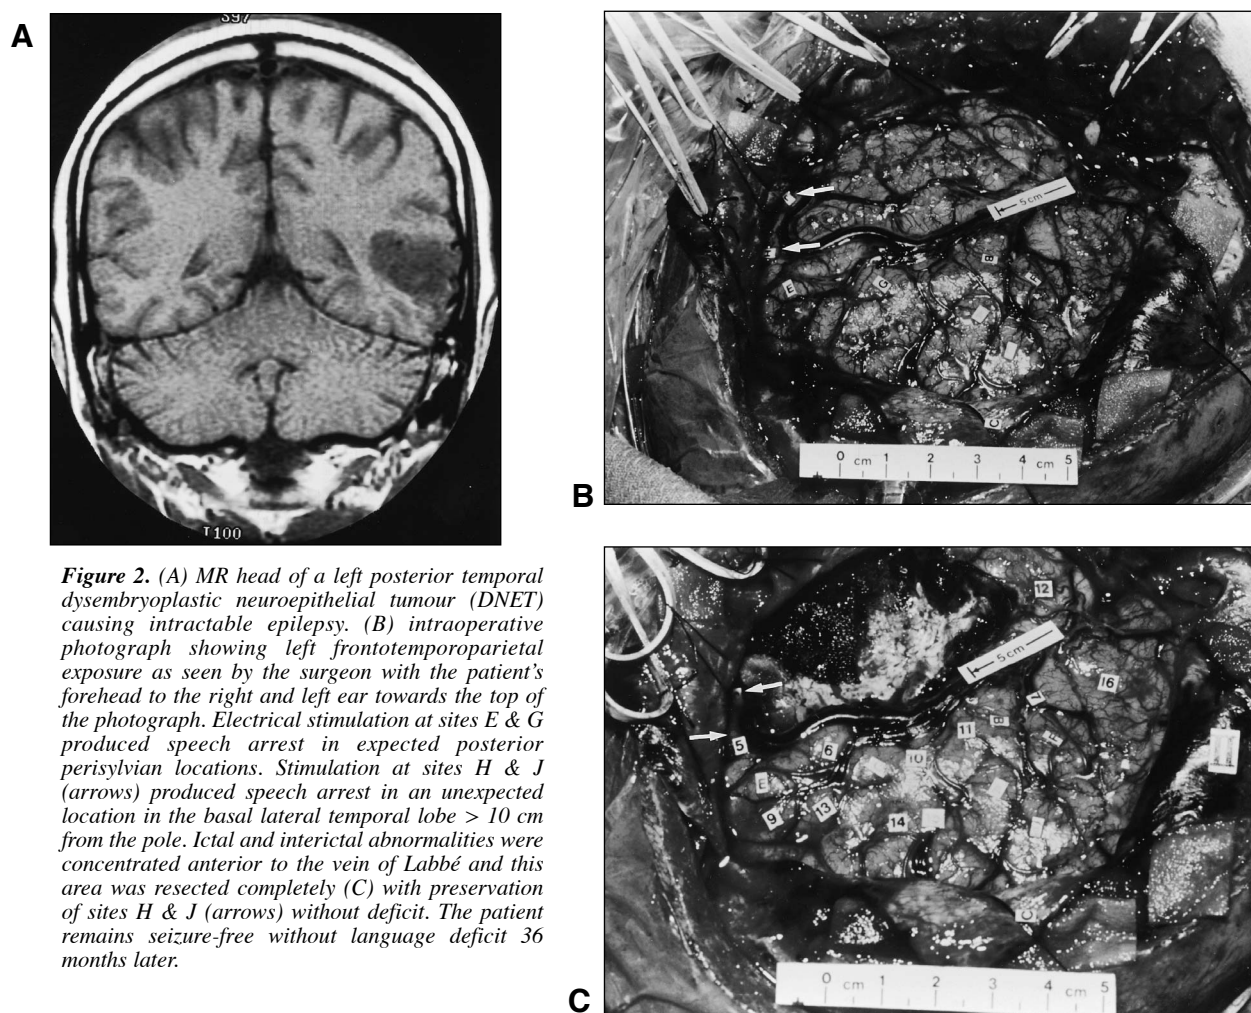 A
397
T100
Figure 2. (A) MR head of a left posterior temporal
dysembryoplastic neuroepithelial tumour (DNET)
causing intractable epilepsy. (B) intraoperative
photograph showing left frontotemporoparietal
exposure as seen by the surgeon with the patient's
forehead to the right and left ear towards the top of
the photograph. Electrical stimulation at sites E & G
produced speech arrest in expected posterior
perisylvian locations. Stimulation at sites H & J
(arrows) produced speech arrest in an unexpected
location in the basal lateral temporal lobe > 10 cm
from the pole. Ictal and interictal abnormalities were
concentrated anterior to the vein of Labbé and this
area was resected completely (C) with preservation
of sites H & J (arrows) without deficit. The patient
remains seizure-free without language deficit 36
months later.
B
5cm
E
G
B
F
C
0 cm 1 2 3 4 cm 5
C
12
5cm
16
7
5
6
11
B
F
E
10
9
13
14
C
0 cm 1 2 3 4 cm 5